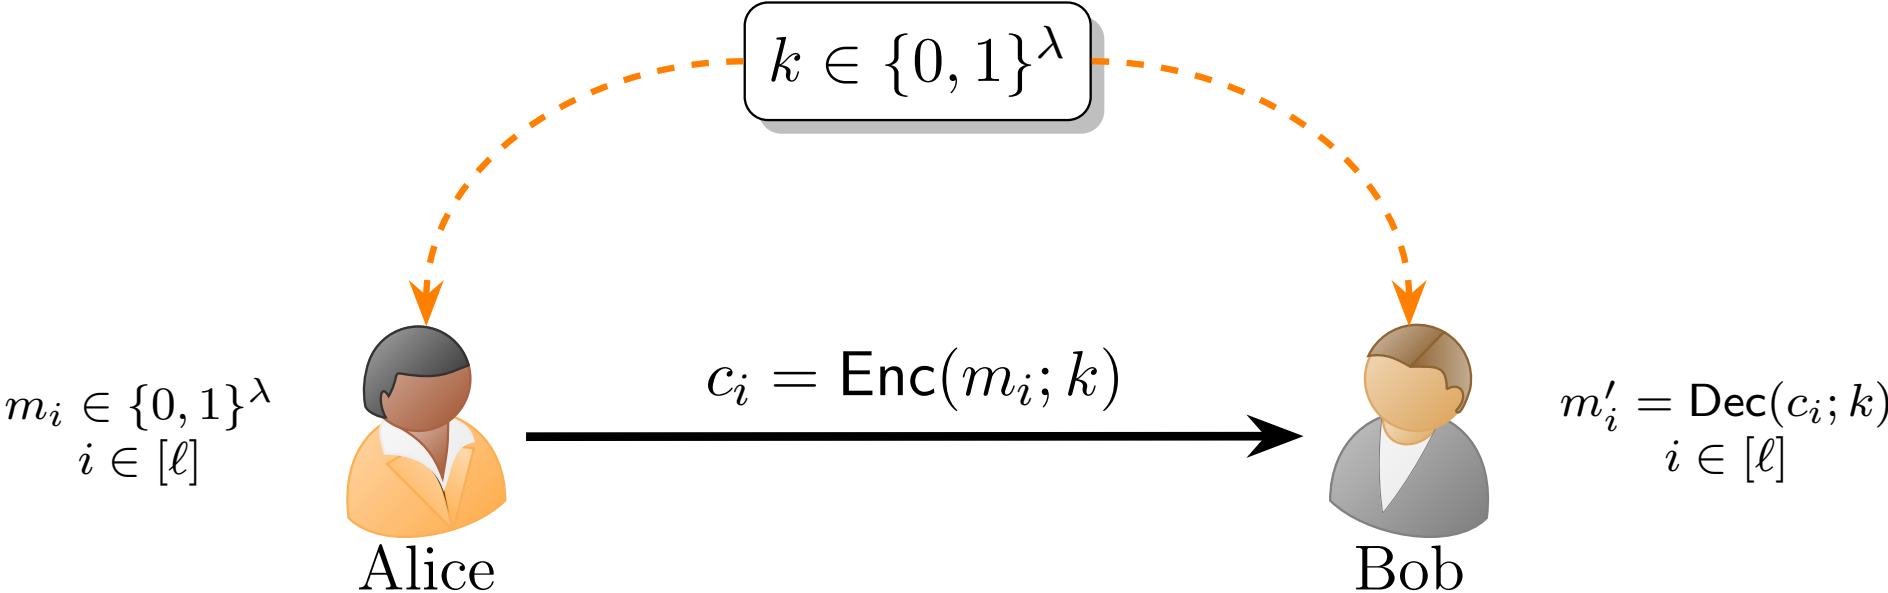 k ∈ {0, 1}^λ
c_i = Enc(m_i; k)
m_i ∈ {0, 1}^λ
i ∈ [ℓ]
m′_i = Dec(c_i; k)
i ∈ [ℓ]
Alice
Bob